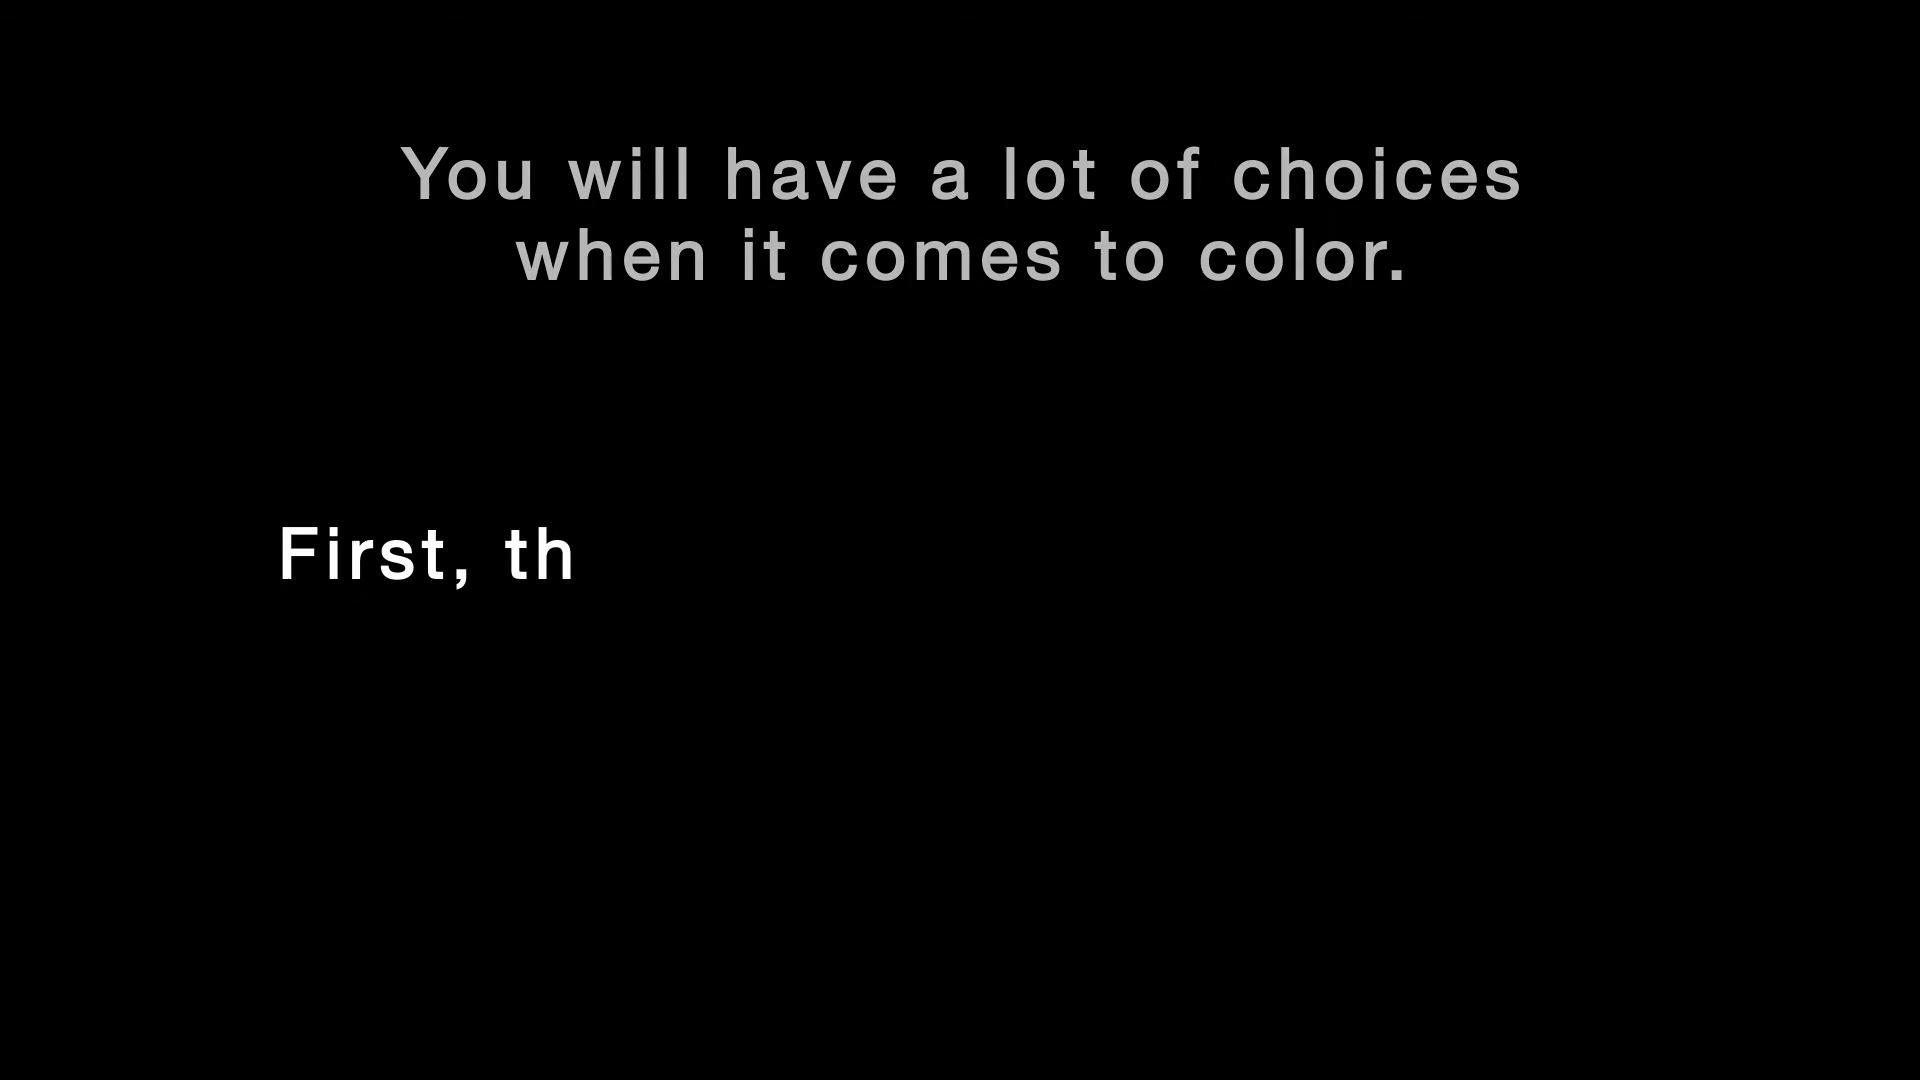 You will have a lot of choices
when it comes to color.
First, th